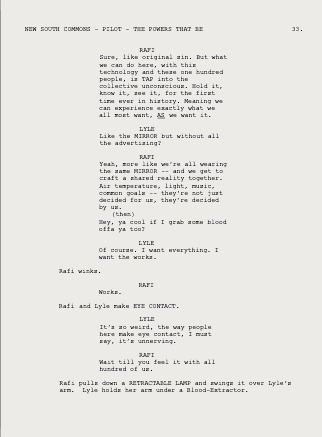 NEW SOUTH COMMONS - PILOT - THE POWERS THAT BE 33.
RAFI
Sure, like original sin. But what
we can do here, with this
technology and these one hundred
people, is TAP into the
collective unconscious. Hold it,
know it, see it, for the first
time ever in history. Meaning we
can experience exactly what we
all most want, AS we want it.
LYLE
Like the MIRROR but without all
the advertising?
RAFI
Yeah, more like we're all wearing
the same MIRROR -- and we get to
craft a shared reality together.
Air temperature, light, music,
common goals -- they're not just
decided for us, they're decided
by us.
(then)
Hey, ya cool if I grab some blood
offa ya too?
LYLE
Of course. I want everything. I
want the works.
Rafi winks.
RAFI
Works.
Rafi and Lyle make EYE CONTACT.
LYLE
It's so weird, the way people
here make eye contact, I must
say, it's unnerving.
RAFI
Wait till you feel it with all
hundred of us.
Rafi pulls down a RETRACTABLE LAMP and swings it over Lyle's
arm. Lyle holds her arm under a Blood-Extractor.